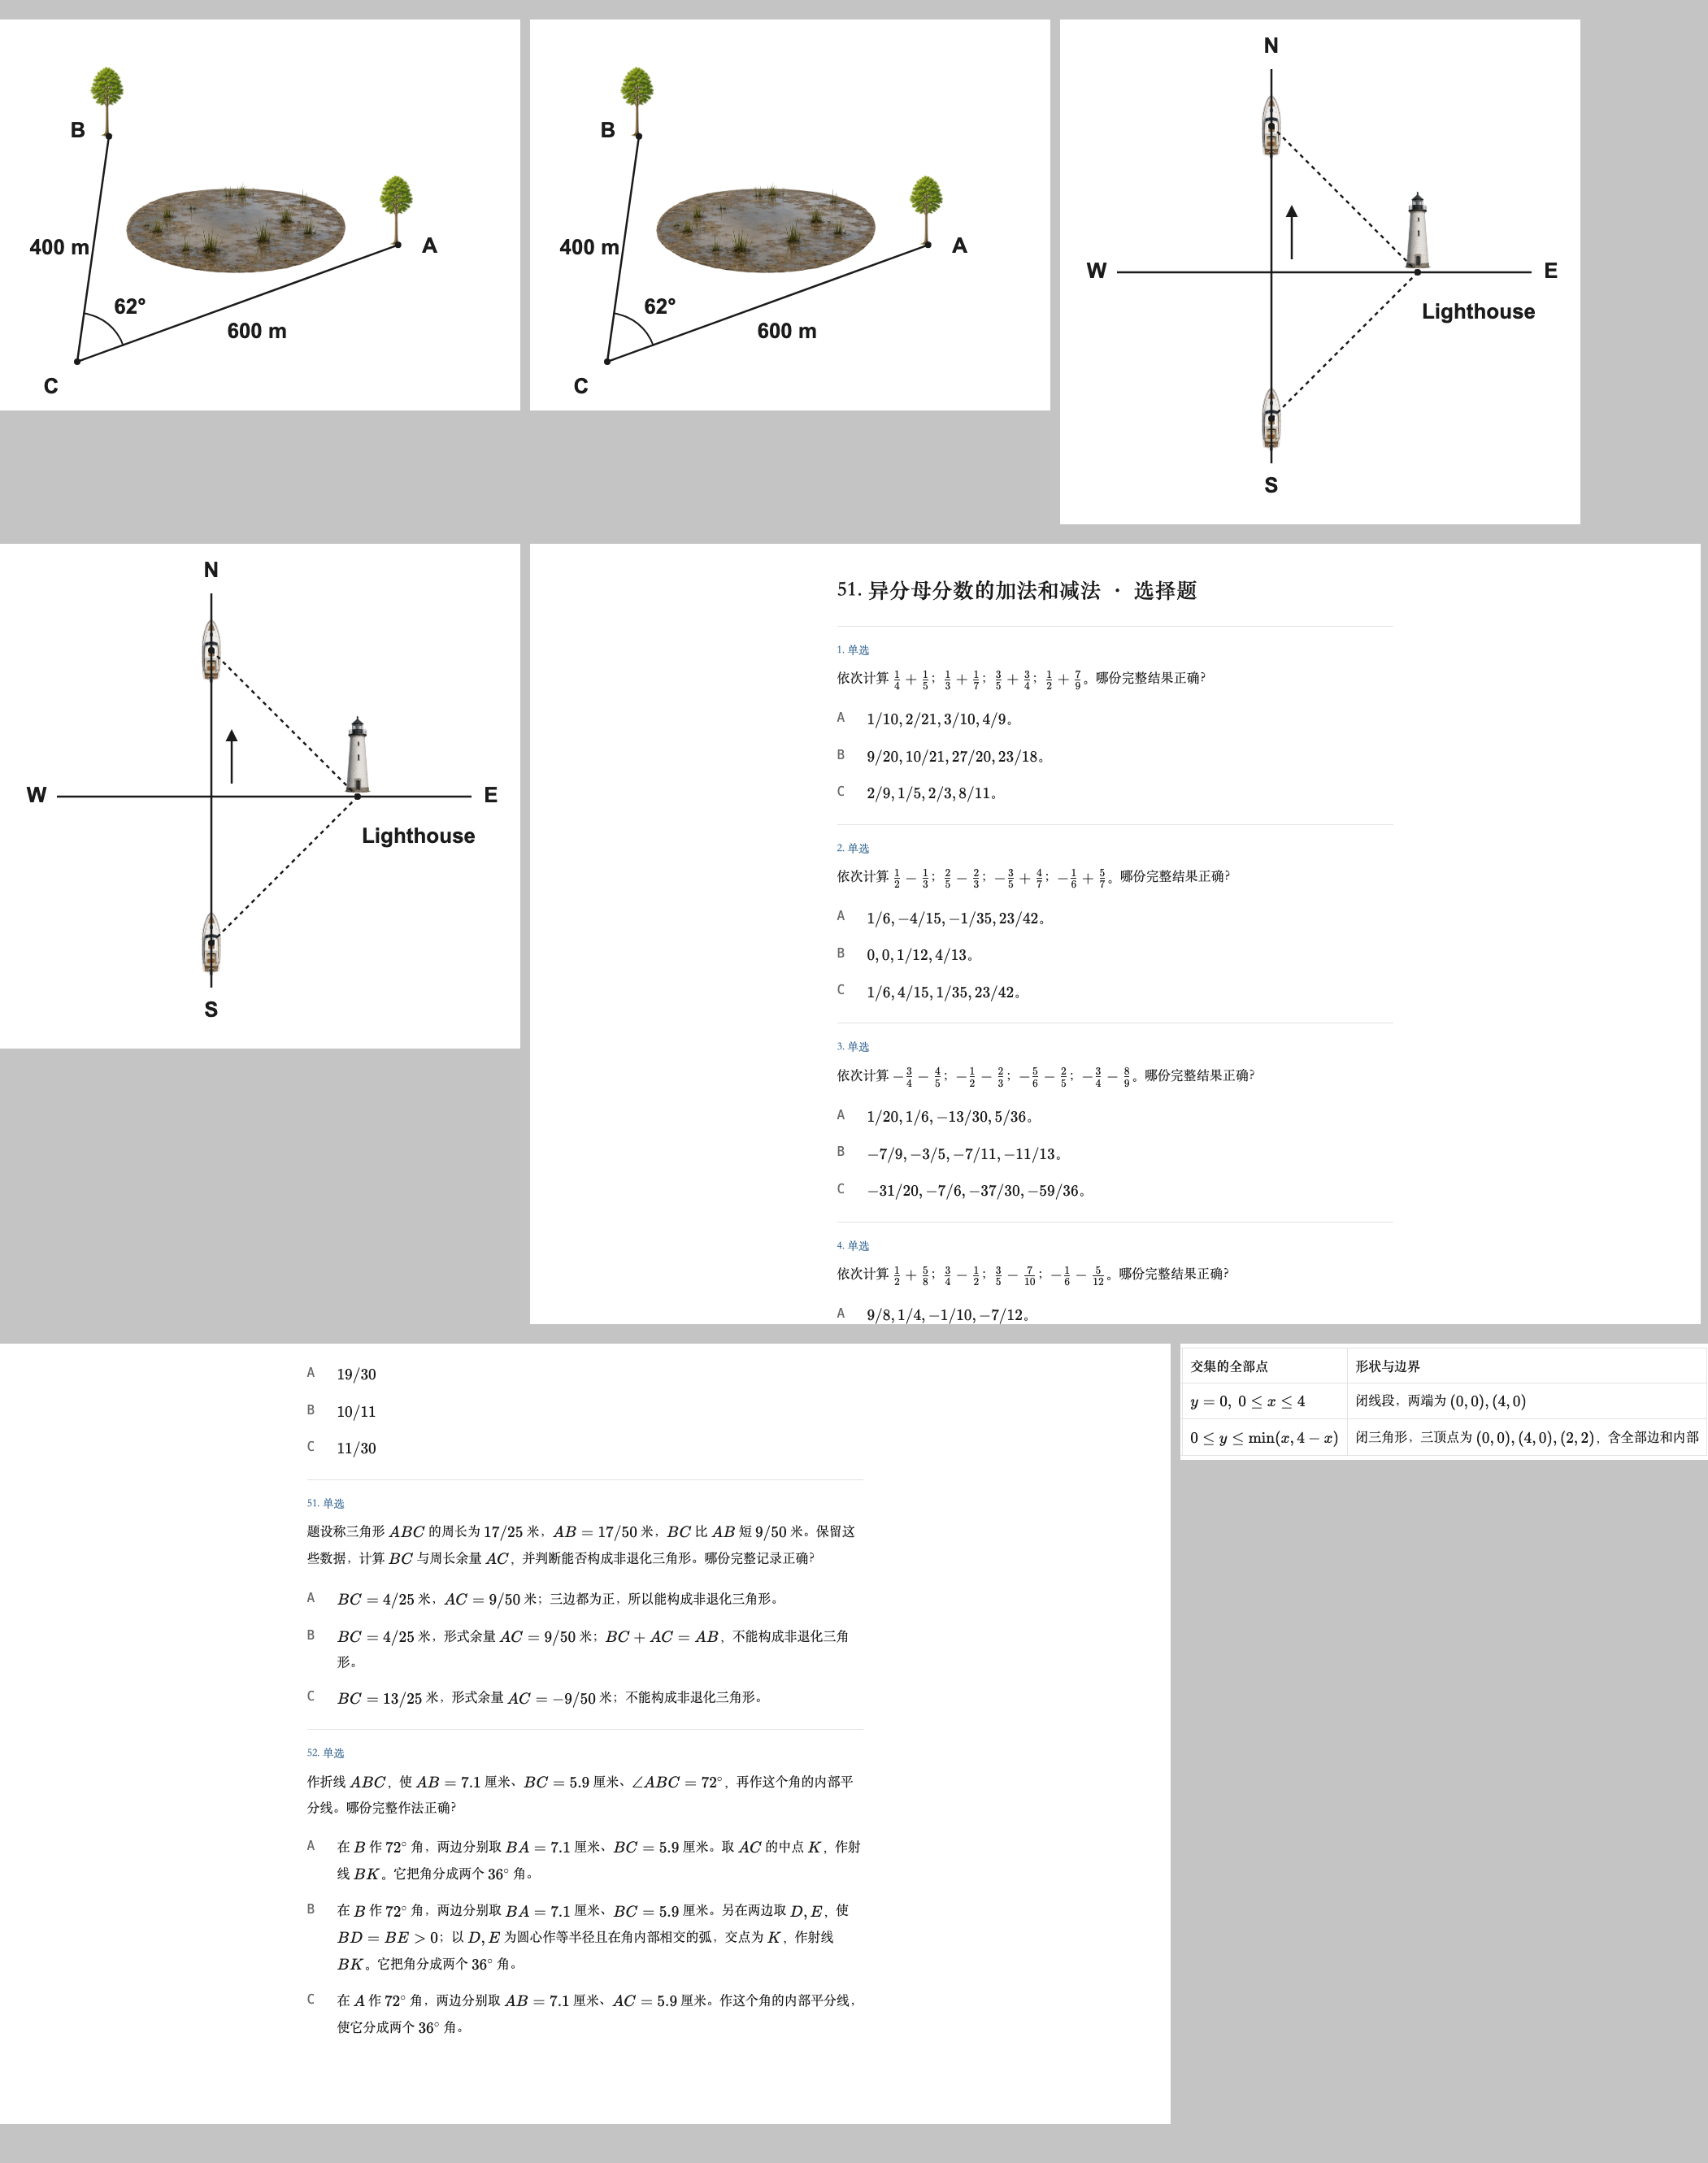 B
400 m
62°
A
600 m
C
B
400 m
62°
A
600 m
C
N
W
E
Lighthouse
S
N
W
E
Lighthouse
S
51. 异分母分数的加法和减法 · 选择题
1. 单选
依次计算 1/4 + 1/5；1/3 + 1/7；3/5 + 3/4；1/2 + 7/9。哪份完整结果正确?
A 1/10, 2/21, 3/10, 4/9。
B 9/20, 10/21, 27/20, 23/18。
C 2/9, 1/5, 2/3, 8/11。
2. 单选
依次计算 1/2 − 1/3；2/5 − 2/3；−3/5 + 4/7；−1/6 + 5/7。哪份完整结果正确?
A 1/6, −4/15, −1/35, 23/42。
B 0, 0, 1/12, 4/13。
C 1/6, 4/15, 1/35, 23/42。
3. 单选
依次计算 −3/4 − 4/5；−1/2 − 2/3；−5/6 − 2/5；−3/4 − 8/9。哪份完整结果正确?
A 1/20, 1/6, −13/30, 5/36。
B −7/9, −3/5, −7/11, −11/13。
C −31/20, −7/6, −37/30, −59/36。
4. 单选
依次计算 1/2 + 5/8；3/4 − 1/2；3/5 − 7/10；−1/6 − 5/12。哪份完整结果正确?
A 9/8, 1/4, −1/10, −7/12。
A 19/30
B 10/11
C 11/30
51. 单选
题设称三角形 ABC 的周长为 17/25 米，AB = 17/50 米，BC 比 AB 短 9/50 米。保留这
些数据，计算 BC 与周长余量 AC，并判断能否构成非退化三角形。哪份完整记录正确?
A BC = 4/25 米，AC = 9/50 米；三边都为正，所以能构成非退化三角形。
B BC = 4/25 米，形式余量 AC = 9/50 米；BC + AC = AB，不能构成非退化三角
形。
C BC = 13/25 米，形式余量 AC = −9/50 米；不能构成非退化三角形。
52. 单选
作折线 ABC，使 AB = 7.1 厘米、BC = 5.9 厘米、∠ABC = 72°，再作这个角的内部平
分线。哪份完整作法正确?
A 在 B 作 72° 角，两边分别取 BA = 7.1 厘米、BC = 5.9 厘米。取 AC 的中点 K，作射
线 BK。它把角分成两个 36° 角。
B 在 B 作 72° 角，两边分别取 BA = 7.1 厘米、BC = 5.9 厘米。另在两边取 D, E，使
BD = BE > 0；以 D, E 为圆心作等半径且在角内部相交的弧，交点为 K，作射线
BK。它把角分成两个 36° 角。
C 在 A 作 72° 角，两边分别取 AB = 7.1 厘米、AC = 5.9 厘米。作这个角的内部平分线，
使它分成两个 36° 角。
交集的全部点 形状与边界
y = 0, 0 ≤ x ≤ 4 闭线段，两端为 (0, 0), (4, 0)
0 ≤ y ≤ min(x, 4 − x) 闭三角形，三顶点为 (0, 0), (4, 0), (2, 2)，含全部边和内部